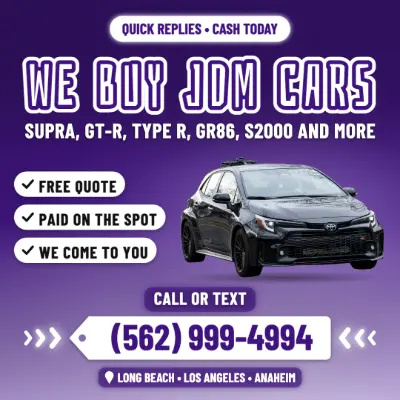 QUICK REPLIES • CASH TODAY
WE BUY JDM CARS
SUPRA, GT-R, TYPE R, GR86, S2000 AND MORE
FREE QUOTE
PAID ON THE SPOT
WE COME TO YOU
CALL OR TEXT
(562) 999-4994
LONG BEACH • LOS ANGELES • ANAHEIM